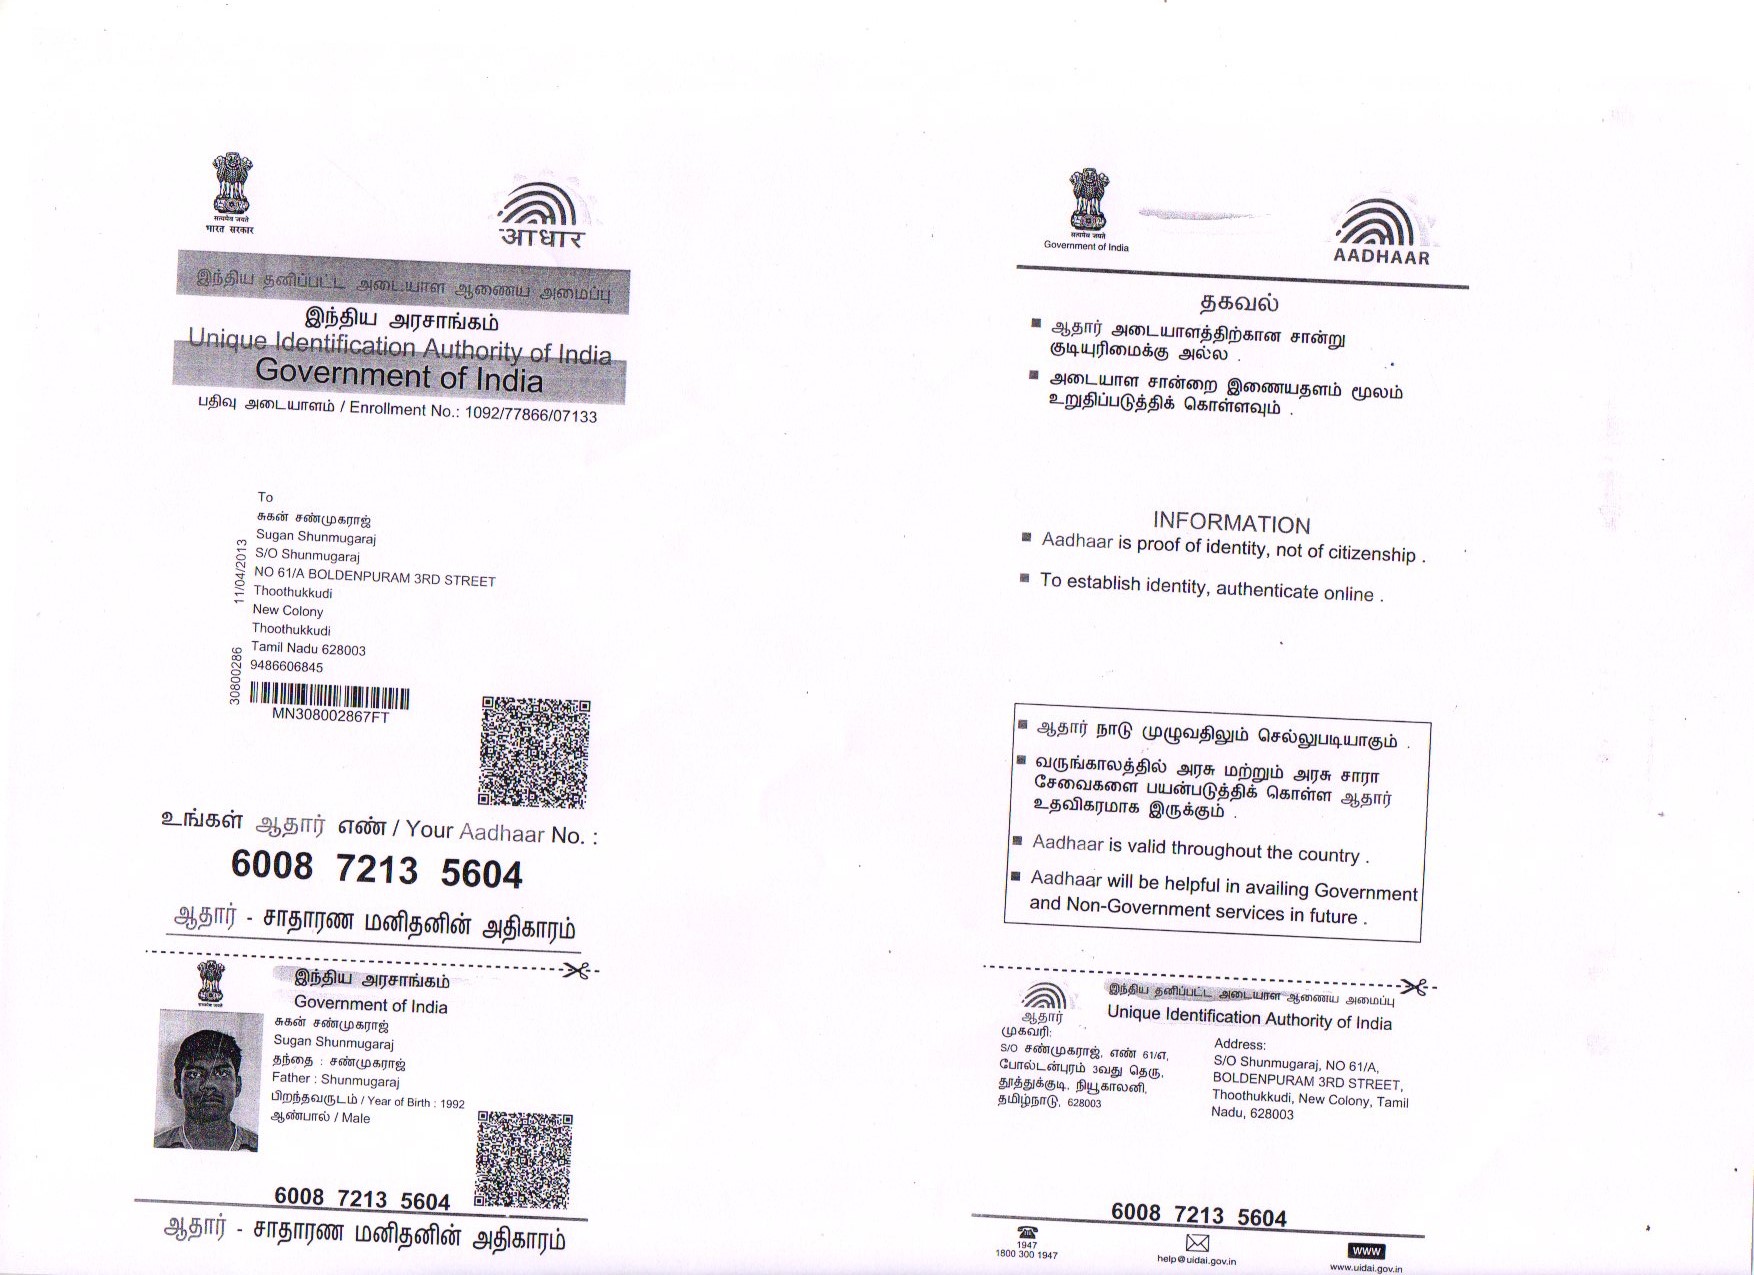 सत्यमेव जयते
भारत सरकार
आधार
இந்திய தனிப்பட்ட அடையாள ஆணைய அமைப்பு
இந்திய அரசாங்கம்
Unique Identification Authority of India
Government of India
பதிவு அடையாளம் / Enrollment No.: 1092/77866/07133
To
சுகன் சண்முகராஜ்
Sugan Shunmugaraj
S/O Shunmugaraj
NO 61/A BOLDENPURAM 3RD STREET
Thoothukkudi
New Colony
Thoothukkudi
Tamil Nadu 628003
9486606845
11/04/2013
30800286
MN308002867FT
உங்கள் ஆதார் எண் / Your Aadhaar No. :
6008 7213 5604
ஆதார் - சாதாரண மனிதனின் அதிகாரம்
இந்திய அரசாங்கம்
Government of India
சுகன் சண்முகராஜ்
Sugan Shunmugaraj
தந்தை : சண்முகராஜ்
Father : Shunmugaraj
பிறந்தவருடம் / Year of Birth : 1992
ஆண்பால் / Male
6008 7213 5604
ஆதார் - சாதாரண மனிதனின் அதிகாரம்
सत्यमेव जयते
Government of India
AADHAAR
தகவல்
ஆதார் அடையாளத்திற்கான சான்று
குடியுரிமைக்கு அல்ல .
அடையாள சான்றை இணையதளம் மூலம்
உறுதிப்படுத்திக் கொள்ளவும் .
INFORMATION
Aadhaar is proof of identity, not of citizenship .
To establish identity, authenticate online .
ஆதார் நாடு முழுவதிலும் செல்லுபடியாகும் .
வருங்காலத்தில் அரசு மற்றும் அரசு சாரா
சேவைகளை பயன்படுத்திக் கொள்ள ஆதார்
உதவிகரமாக இருக்கும் .
Aadhaar is valid throughout the country .
Aadhaar will be helpful in availing Government
and Non-Government services in future .
இந்திய தனிப்பட்ட அடையாள ஆணைய அமைப்பு
Unique Identification Authority of India
ஆதார்
முகவரி:
S/O சண்முகராஜ், எண் 61/எ,
போல்டன்புரம் 3வது தெரு,
தூத்துக்குடி, நியூகாலனி,
தமிழ்நாடு, 628003
Address:
S/O Shunmugaraj, NO 61/A,
BOLDENPURAM 3RD STREET,
Thoothukkudi, New Colony, Tamil
Nadu, 628003
6008 7213 5604
1947
1800 300 1947
help@uidai.gov.in
www
www.uidai.gov.in